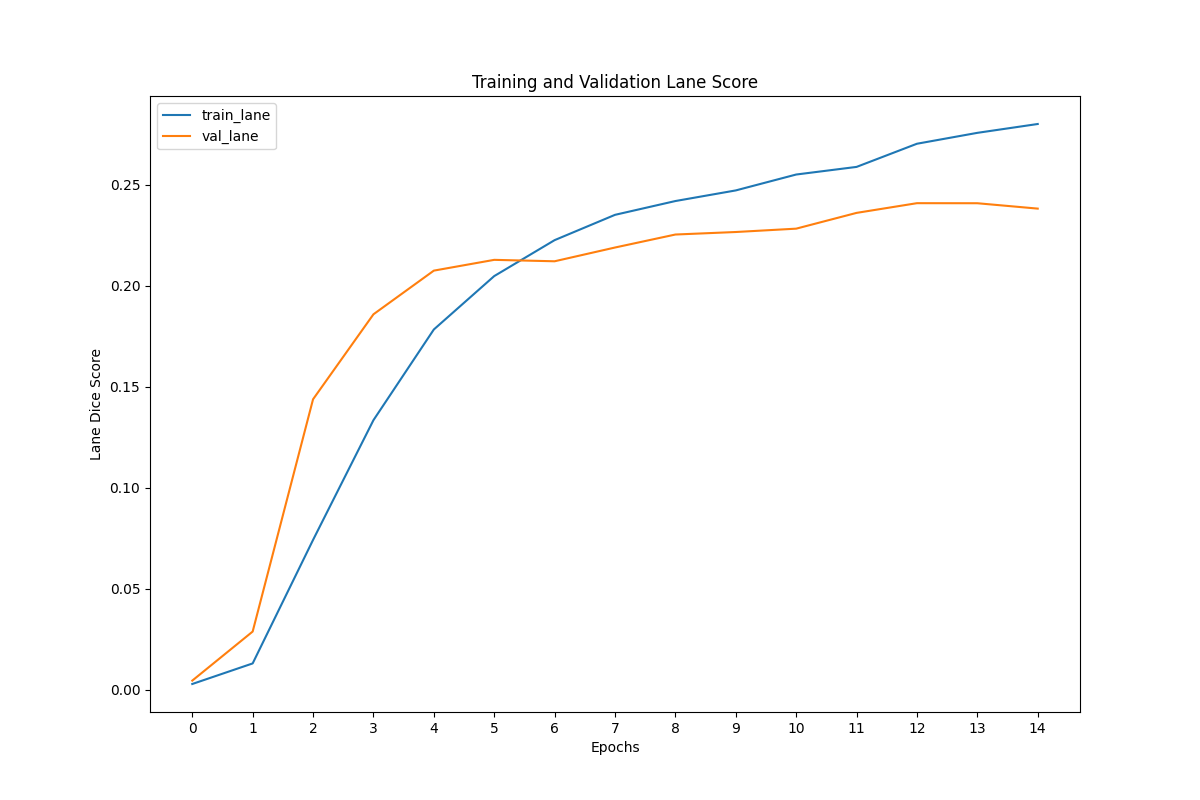 Training and Validation Lane Score
train_lane
val_lane
Lane Dice Score
0.25
0.20
0.15
0.10
0.05
0.00
0 1 2 3 4 5 6 7 8 9 10 11 12 13 14
Epochs